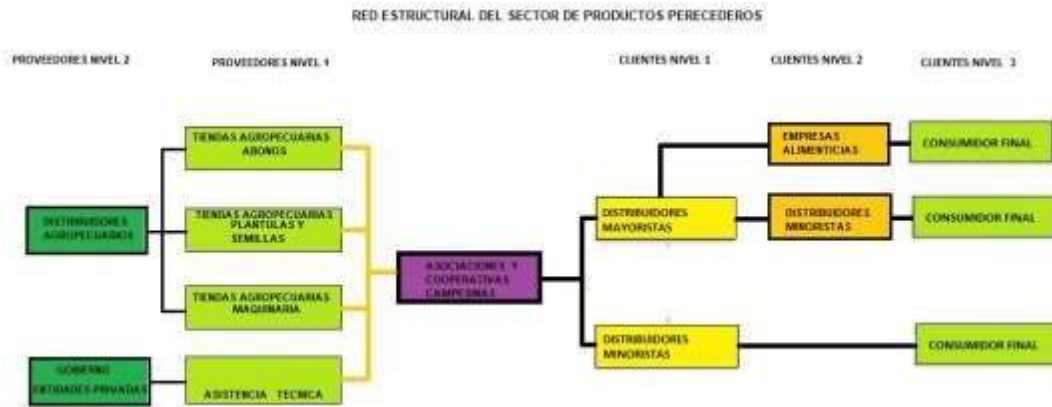 RED ESTRUCTURAL DEL SECTOR DE PRODUCTOS PERECEDEROS
PROVEEDORES NIVEL 2
PROVEEDORES NIVEL 1
CLIENTES NIVEL 1
CLIENTES NIVEL 2
CLIENTES NIVEL 3
TIENDAS AGROPECUARIAS
ABONOS
EMPRESAS
ALIMENTICIAS
CONSUMIDOR FINAL
DISTRIBUIDORES
AGROPECUARIOS
TIENDAS AGROPECUARIAS
PLANTULAS Y
SEMILLAS
DISTRIBUIDORES
MAYORISTAS
DISTRIBUIDORES
MINORISTAS
CONSUMIDOR FINAL
ASOCIACIONES Y
COOPERATIVAS
CAMPESINAS
TIENDAS AGROPECUARIAS
MAQUINARIA
DISTRIBUIDORES
MINORISTAS
CONSUMIDOR FINAL
GOBIERNO
ENTIDADES PRIVADAS
ASISTENCIA TECNICA